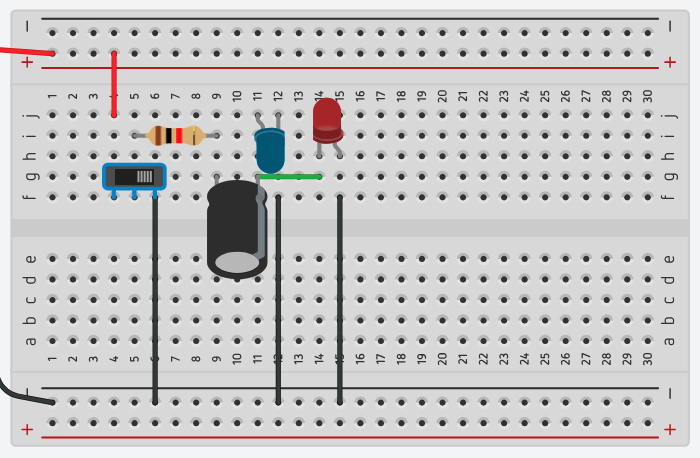 − −
+ +
1 2 3 4 5 6 7 8 9 10 11 12 13 14 15 16 17 18 19 20 21 22 23 24 25 26 27 28 29 30
j j
i i
h h
g g
f f
e e
d d
c c
b b
a a
1 2 3 4 5 6 7 8 9 10 11 12 13 14 15 16 17 18 19 20 21 22 23 24 25 26 27 28 29 30
− −
+ +